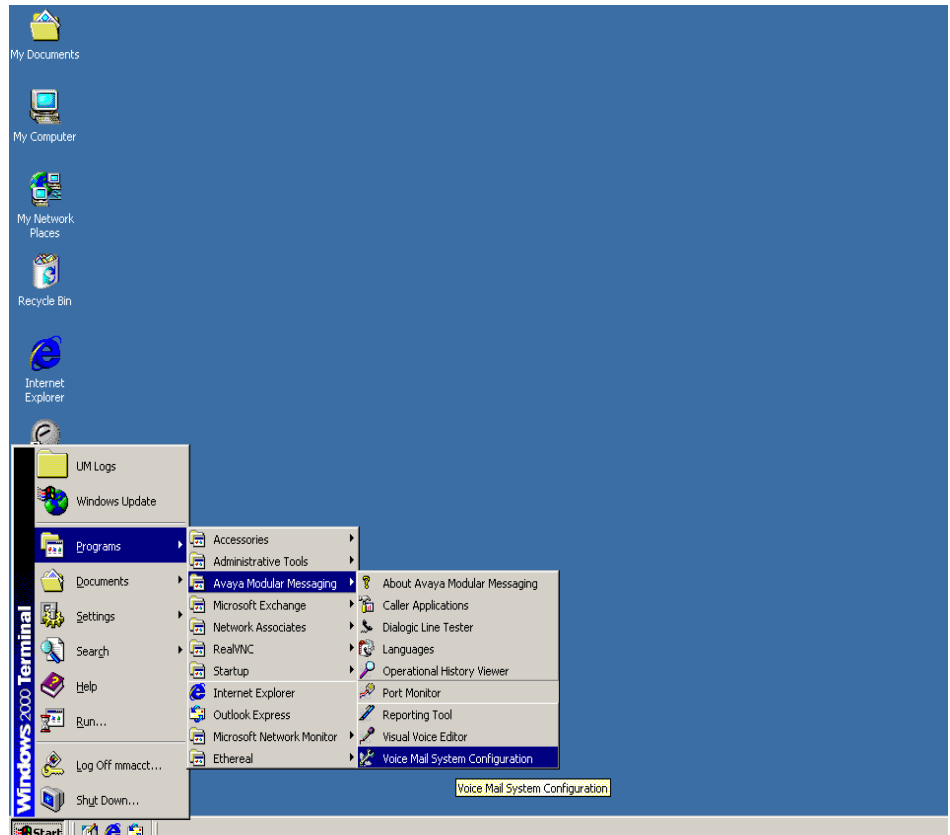 My Documents
My Computer
My Network
Places
Recycle Bin
Internet
Explorer
UM Logs
Windows Update
Programs
Documents
Settings
Search
Help
Run...
Log Off mmacct...
Shut Down...
Windows 2000 Terminal
Accessories
Administrative Tools
Avaya Modular Messaging
Microsoft Exchange
Network Associates
RealVNC
Startup
Internet Explorer
Outlook Express
Microsoft Network Monitor
Ethereal
About Avaya Modular Messaging
Caller Applications
Dialogic Line Tester
Languages
Operational History Viewer
Port Monitor
Reporting Tool
Visual Voice Editor
Voice Mail System Configuration
Voice Mail System Configuration
Start